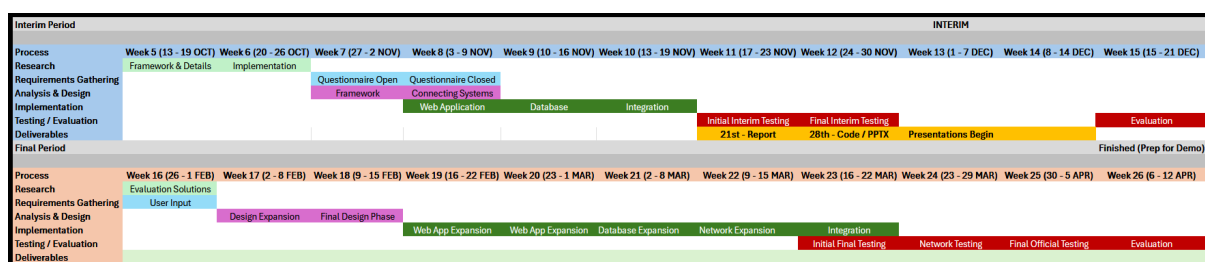 Interim Period INTERIM
Process Week 5 (13 - 19 OCT) Week 6 (20 - 26 OCT) Week 7 (27 - 2 NOV) Week 8 (3 - 9 NOV) Week 9 (10 - 16 NOV) Week 10 (13 - 19 NOV) Week 11 (17 - 23 NOV) Week 12 (24 - 30 NOV) Week 13 (1 - 7 DEC) Week 14 (8 - 14 DEC) Week 15 (15 - 21 DEC)
Research Framework & Details Implementation
Requirements Gathering Questionnaire Open Questionnaire Closed
Analysis & Design Framework Connecting Systems
Implementation Web Application Database Integration
Testing / Evaluation Initial Interim Testing Final Interim Testing Evaluation
Deliverables 21st - Report 28th - Code / PPTX Presentations Begin
Final Period Finished (Prep for Demo)
Process Week 16 (26 - 1 FEB) Week 17 (2 - 8 FEB) Week 18 (9 - 15 FEB) Week 19 (16 - 22 FEB) Week 20 (23 - 1 MAR) Week 21 (2 - 8 MAR) Week 22 (9 - 15 MAR) Week 23 (16 - 22 MAR) Week 24 (23 - 29 MAR) Week 25 (30 - 5 APR) Week 26 (6 - 12 APR)
Research Evaluation Solutions
Requirements Gathering User Input
Analysis & Design Design Expansion Final Design Phase
Implementation Web App Expansion Web App Expansion Database Expansion Network Expansion Integration
Testing / Evaluation Initial Final Testing Network Testing Final Official Testing Evaluation
Deliverables